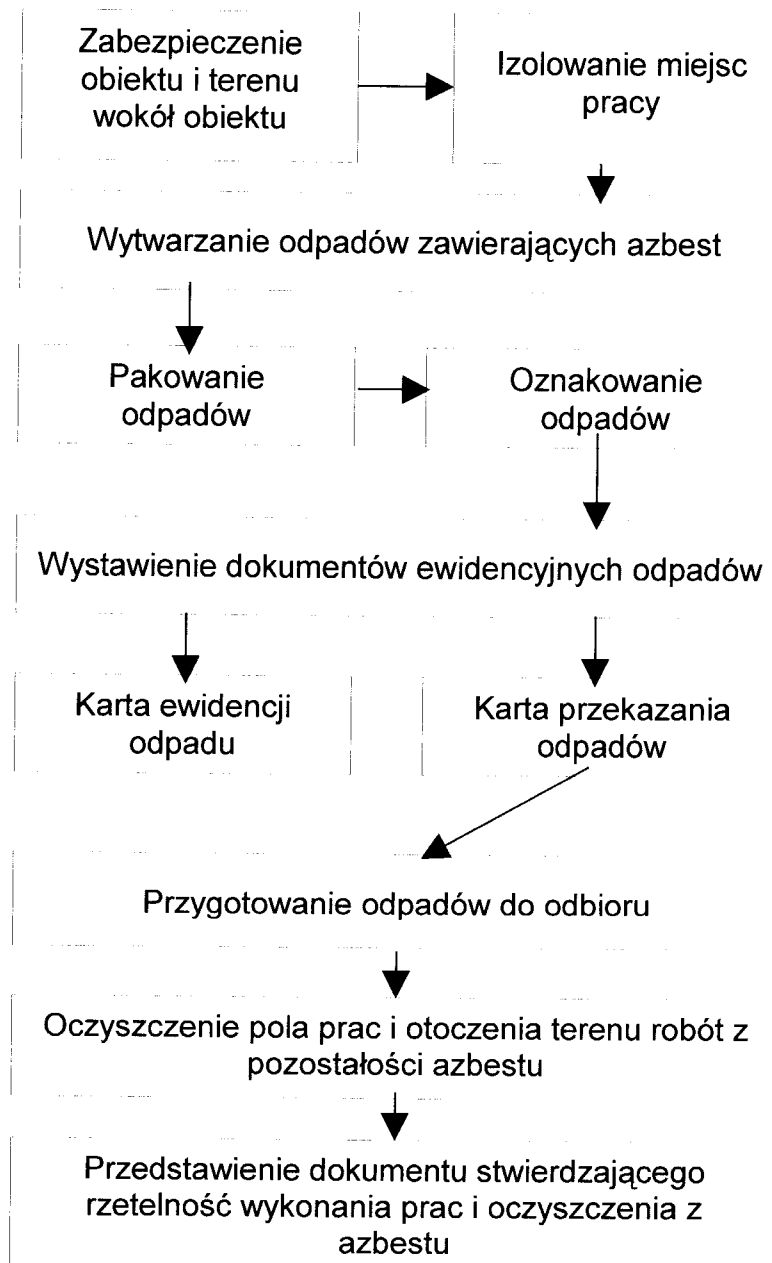 Zabezpieczenie
obiektu i terenu
wokół obiektu
Izolowanie miejsc
pracy
Wytwarzanie odpadów zawierających azbest
Pakowanie
odpadów
Oznakowanie
odpadów
Wystawienie dokumentów ewidencyjnych odpadów
Karta ewidencji
odpadu
Karta przekazania
odpadów
Przygotowanie odpadów do odbioru
Oczyszczenie pola prac i otoczenia terenu robót z
pozostałości azbestu
Przedstawienie dokumentu stwierdzającego
rzetelność wykonania prac i oczyszczenia z
azbestu